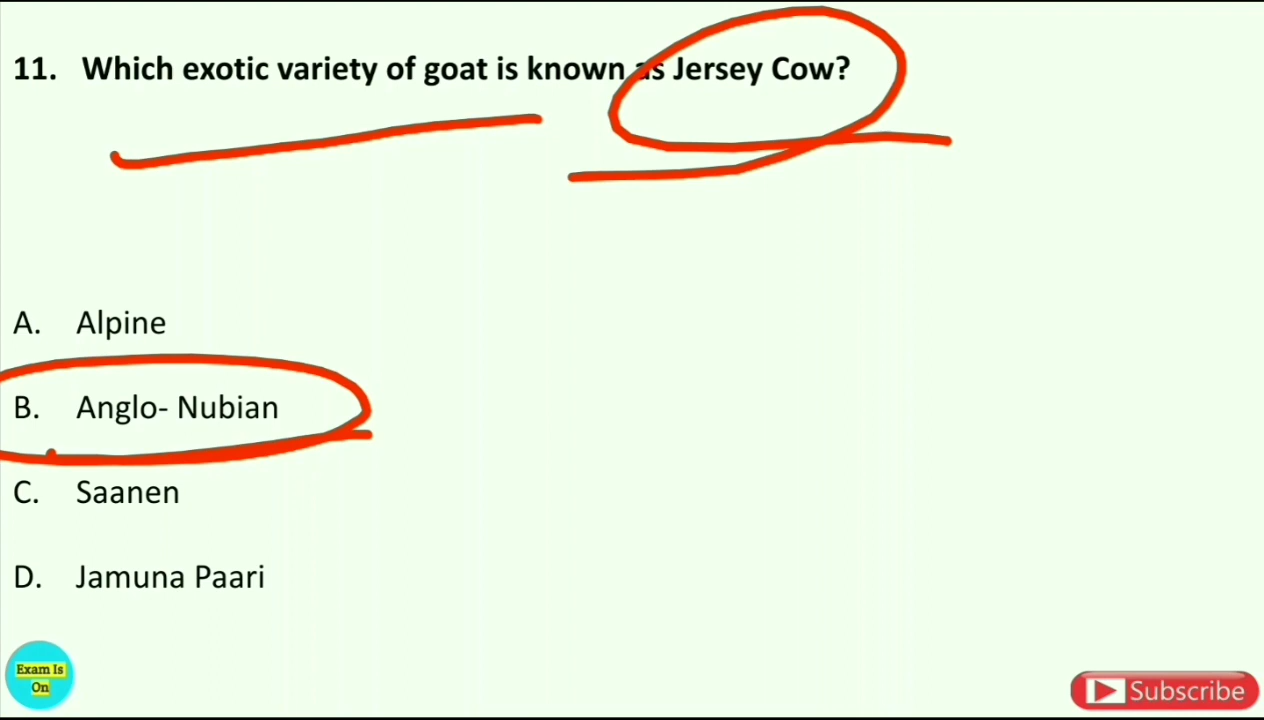 11. Which exotic variety of goat is known as Jersey Cow?
A. Alpine
B. Anglo- Nubian
C. Saanen
D. Jamuna Paari
Exam Is
On
Subscribe